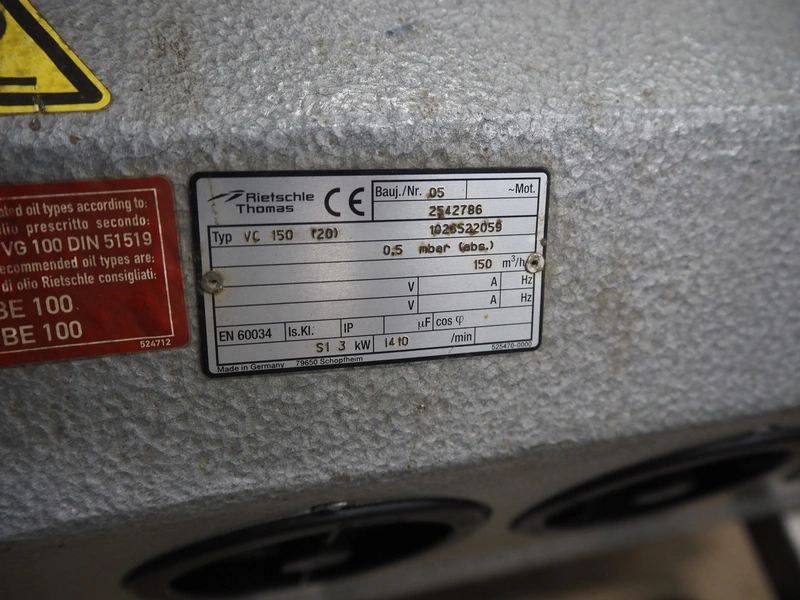 oil types according to:
prescritto secondo:
VG 100 DIN 51519
recommended oil types are:
di olio Rietschle consigliati:
BE 100
BE 100
524712
Rietschle
Thomas
CE
Bauj./Nr. 05 ~Mot.
2542786
Typ VC 150 (20) 1026522059
0,5 mbar (abs.)
150 m³/h
V A Hz
V A Hz
EN 60034 Is.Kl. IP µF cos φ
S1 3 kW 1410 /min
Made in Germany 79650 Schopfheim 525470-0000